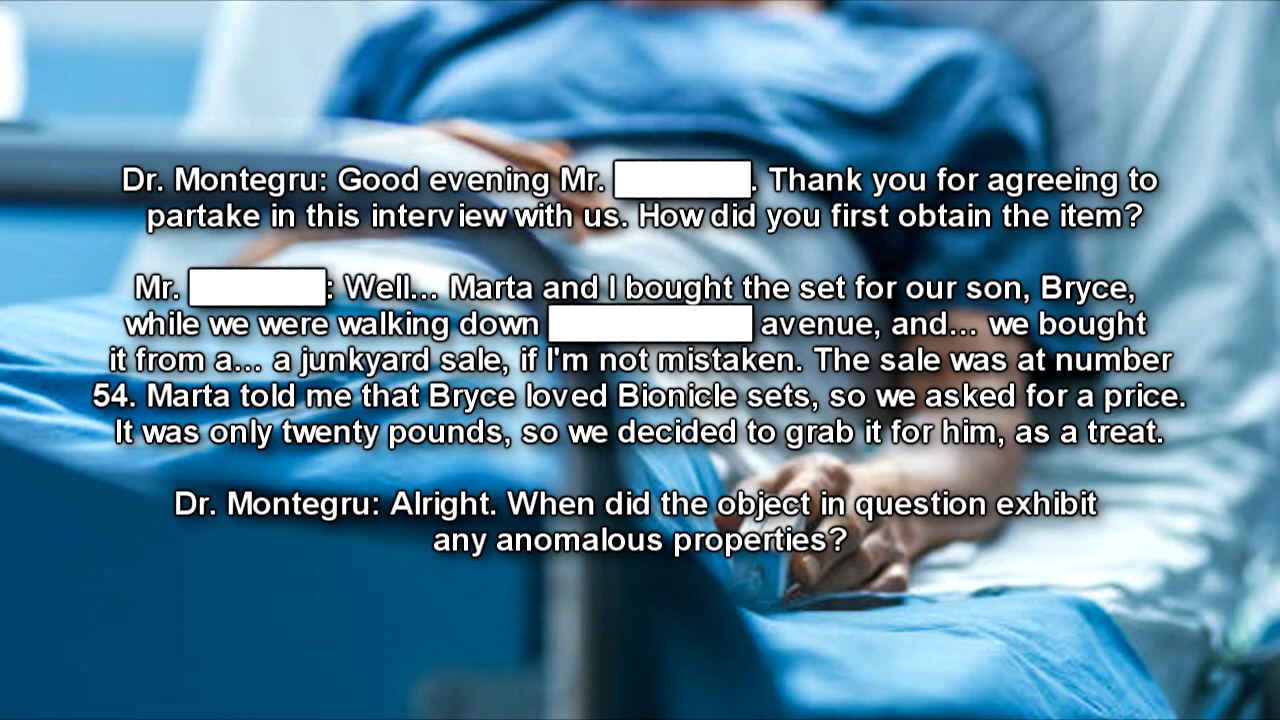 Dr. Montegru: Good evening Mr. . Thank you for agreeing to
partake in this interview with us. How did you first obtain the item?
Mr. : Well... Marta and I bought the set for our son, Bryce,
while we were walking down avenue, and... we bought
it from a... a junkyard sale, if I'm not mistaken. The sale was at number
54. Marta told me that Bryce loved Bionicle sets, so we asked for a price.
It was only twenty pounds, so we decided to grab it for him, as a treat.
Dr. Montegru: Alright. When did the object in question exhibit
any anomalous properties?